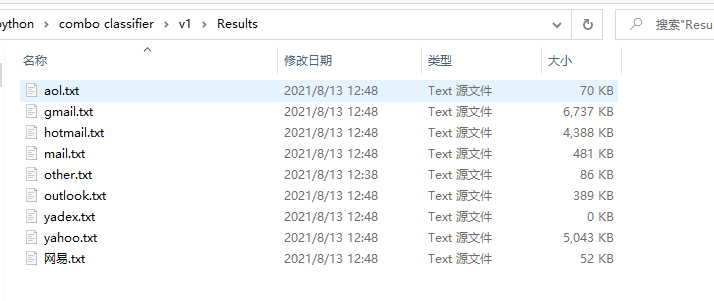 ython › combo classifier › v1 › Results 搜索"Resu
名称 修改日期 类型 大小
aol.txt 2021/8/13 12:48 Text 源文件 70 KB
gmail.txt 2021/8/13 12:48 Text 源文件 6,737 KB
hotmail.txt 2021/8/13 12:48 Text 源文件 4,388 KB
mail.txt 2021/8/13 12:48 Text 源文件 481 KB
other.txt 2021/8/13 12:38 Text 源文件 86 KB
outlook.txt 2021/8/13 12:48 Text 源文件 389 KB
yadex.txt 2021/8/13 12:48 Text 源文件 0 KB
yahoo.txt 2021/8/13 12:48 Text 源文件 5,043 KB
网易.txt 2021/8/13 12:48 Text 源文件 52 KB